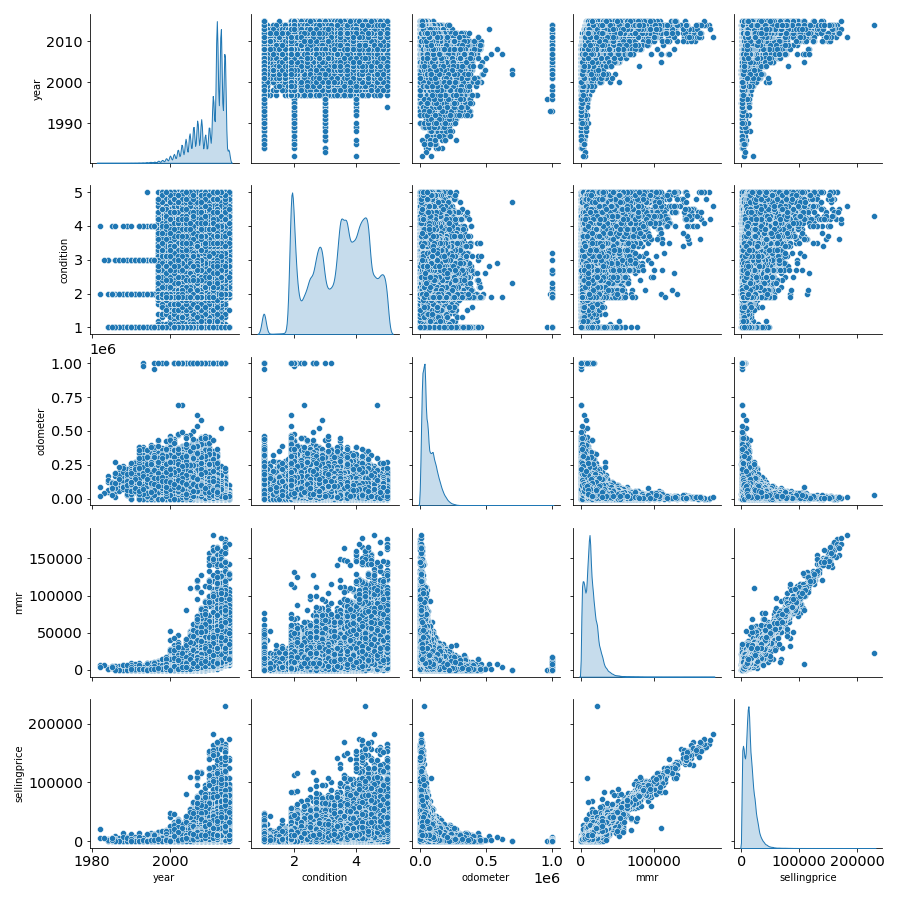 2010
2000
1990
year
5
4
3
2
1
condition
1e6
1.00
0.75
0.50
0.25
0.00
odometer
150000
100000
50000
0
mmr
200000
100000
0
sellingprice
1980 2000 2 4 0.0 0.5 1.0 0 100000 0 100000 200000
1e6
year condition odometer mmr sellingprice